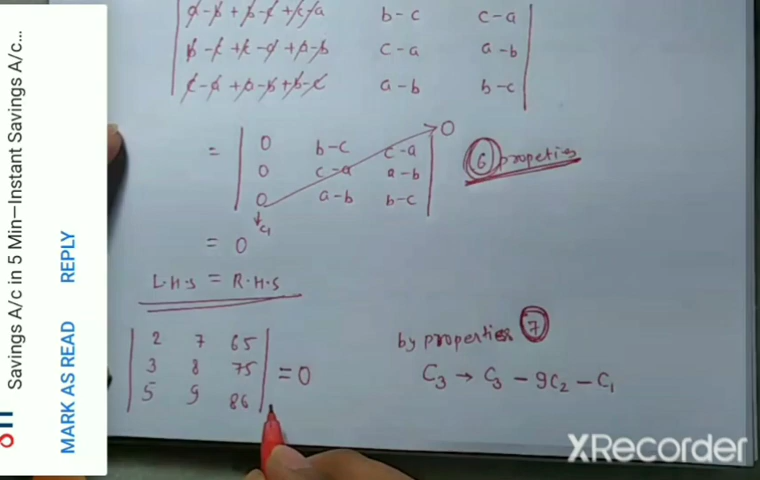 a-b + b-c + c-a b-c c-a
b-c + c-a + a-b c-a a-b
c-a + a-b + b-c a-b b-c
= 0 b-c c-a 0
0 c-a a-b
0 a-b b-c
6 propeties
C1
= 0
L.H.S = R.H.S
2 7 65
3 8 75 = 0
5 9 86
by properties 7
C3 → C3 - 9C2 - C1
Savings A/c in 5 Min—Instant Savings A/c...
MARK AS READ REPLY
XRecorder